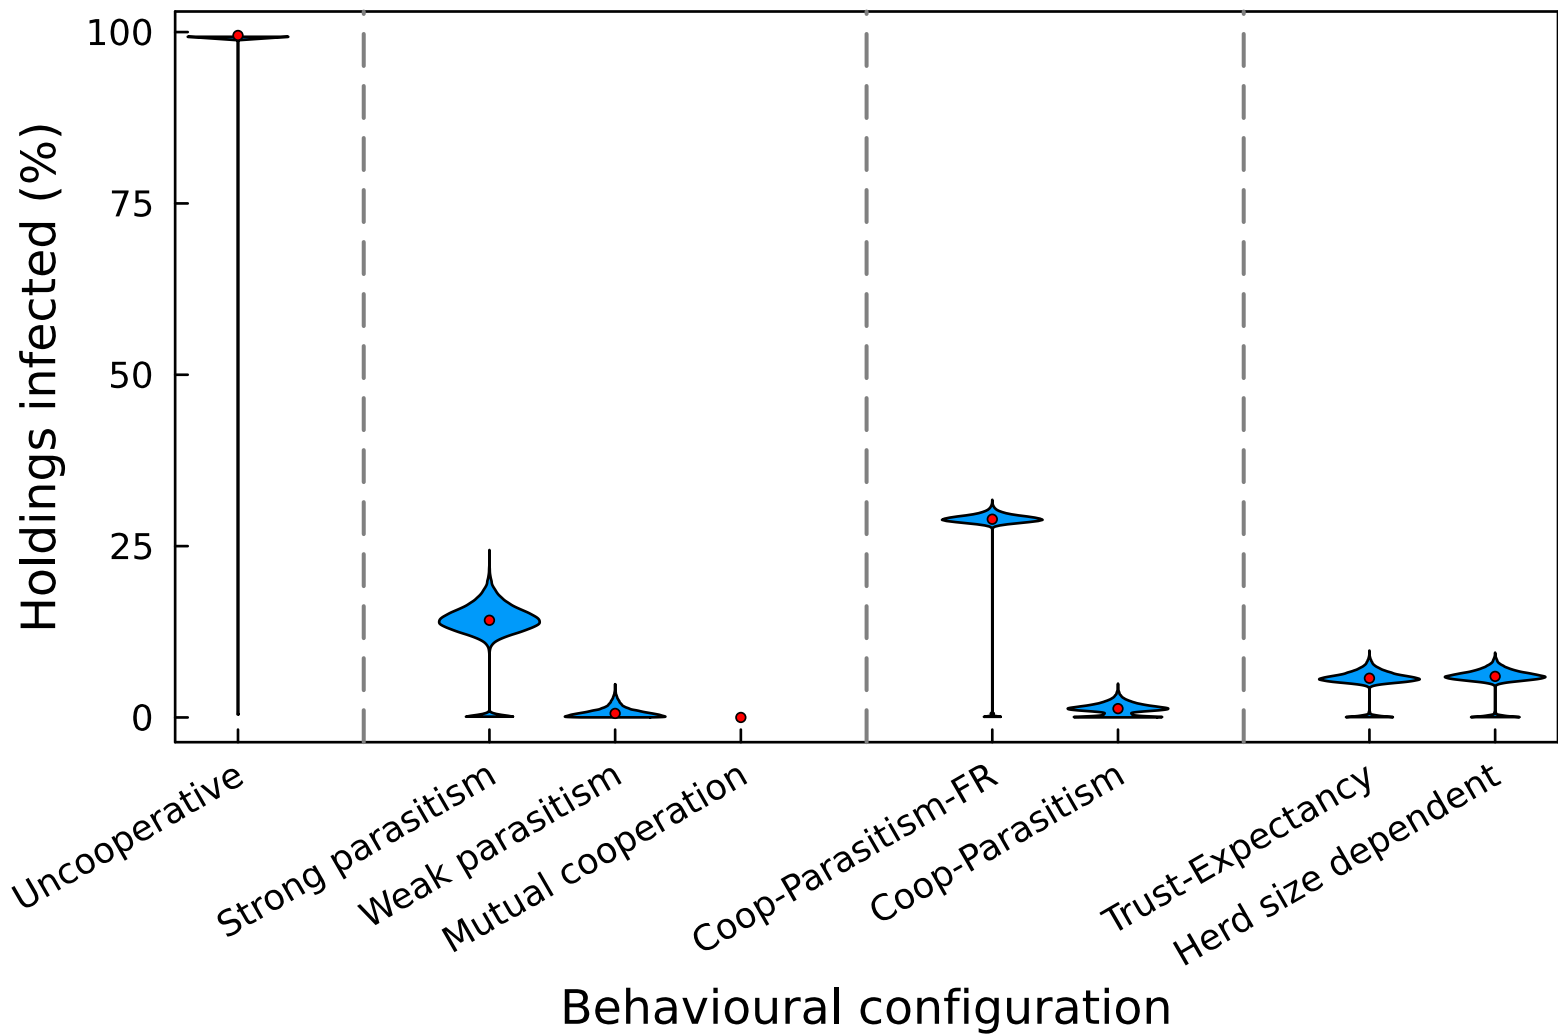 Holdings infected (%)
100
75
50
25
0
Uncooperative
Strong parasitism
Weak parasitism
Mutual cooperation
Coop-Parasitism-FR
Coop-Parasitism
Trust-Expectancy
Herd size dependent
Behavioural configuration